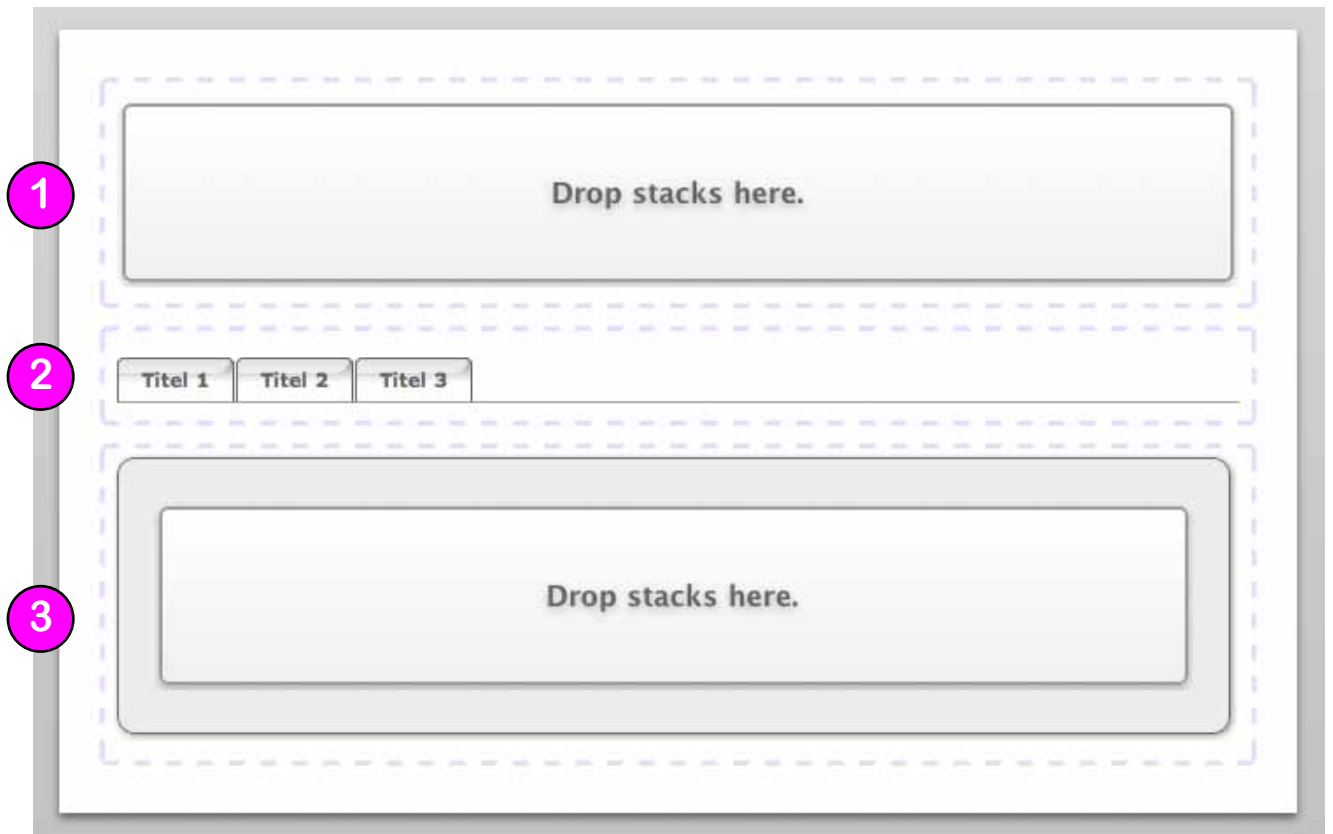 1
Drop stacks here.
2
Titel 1 Titel 2 Titel 3
3
Drop stacks here.